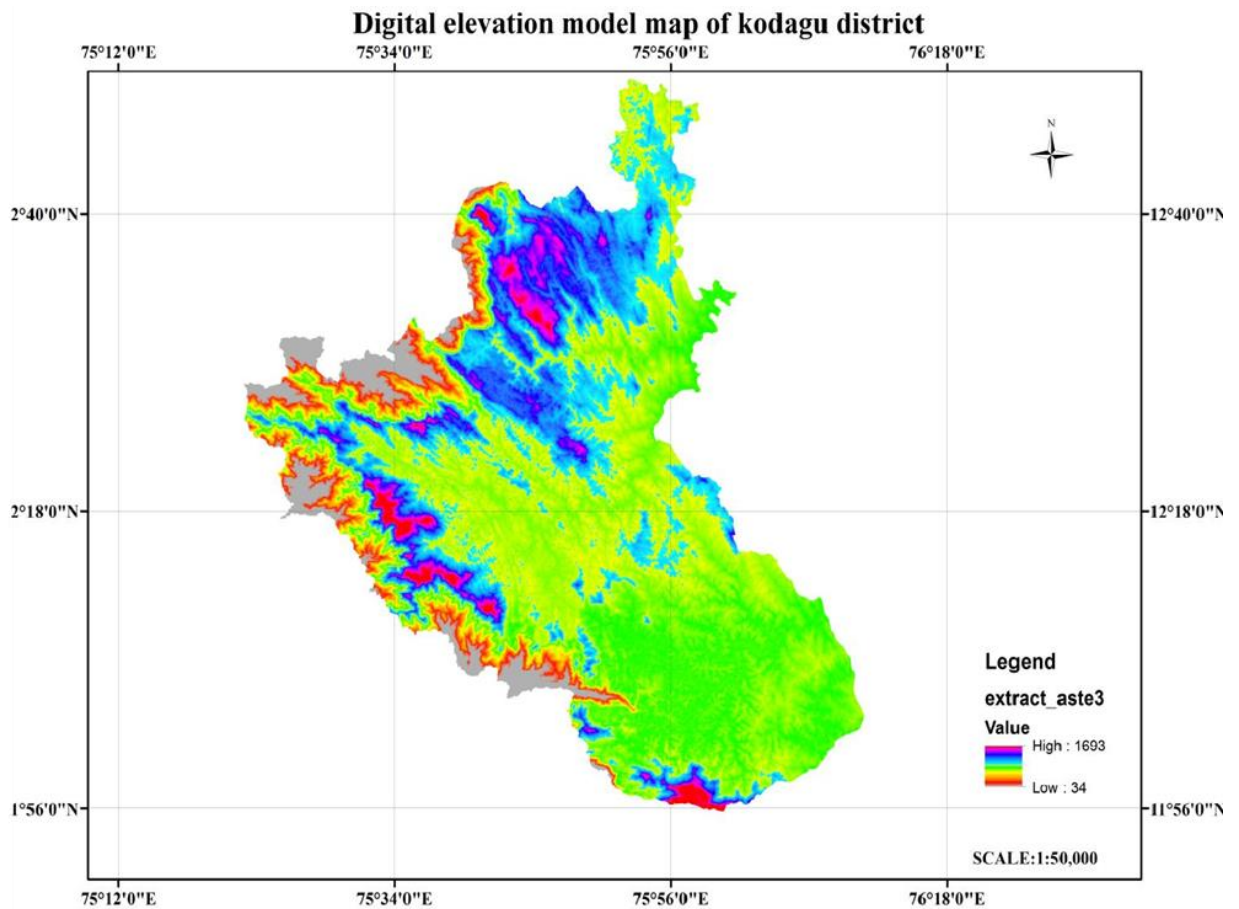 Digital elevation model map of kodagu district
75°12'0"E 75°34'0"E 75°56'0"E 76°18'0"E
N
2°40'0"N 12°40'0"N
2°18'0"N 12°18'0"N
Legend
extract_aste3
Value
High : 1693
Low : 34
1°56'0"N 11°56'0"N
SCALE:1:50,000
75°12'0"E 75°34'0"E 75°56'0"E 76°18'0"E